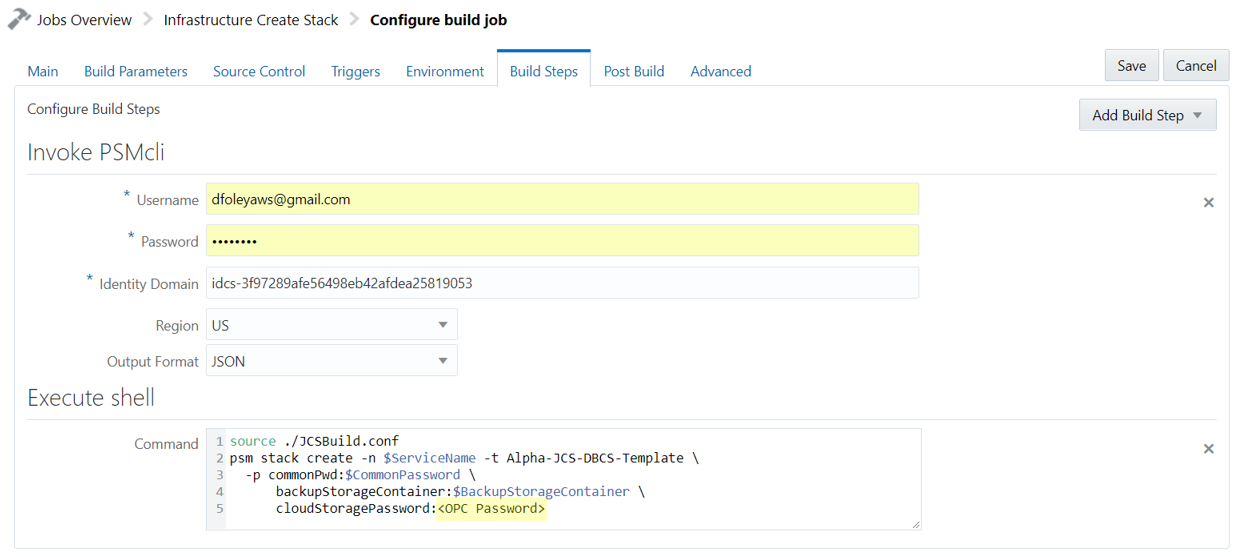 Jobs Overview Infrastructure Create Stack Configure build job
Main Build Parameters Source Control Triggers Environment Build Steps Post Build Advanced Save Cancel
Configure Build Steps Add Build Step
Invoke PSMcli
* Username dfoleyaws@gmail.com
* Password ••••••••
* Identity Domain idcs-3f97289afe56498eb42afdea25819053
Region US
Output Format JSON
Execute shell
Command 1 source ./JCSBuild.conf
2 psm stack create -n $ServiceName -t Alpha-JCS-DBCS-Template \
3 -p commonPwd:$CommonPassword \
4 backupStorageContainer:$BackupStorageContainer \
5 cloudStoragePassword:<OPC Password>